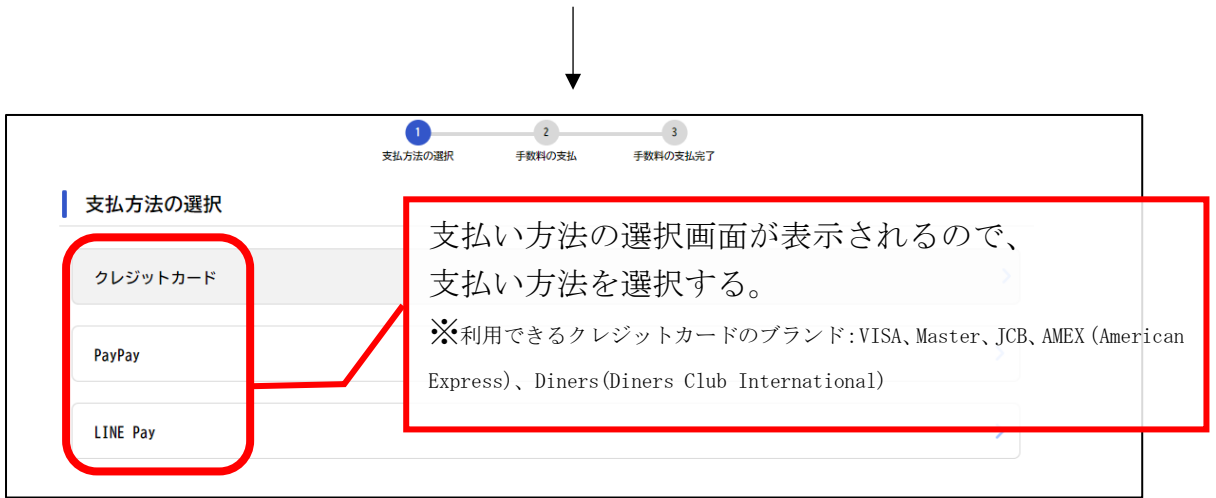 1 2 3
支払方法の選択 手数料の支払 手数料の支払完了
支払方法の選択
クレジットカード
PayPay
LINE Pay
支払い方法の選択画面が表示されるので、
支払い方法を選択する。
※利用できるクレジットカードのブランド:VISA、Master、JCB、AMEX(American
Express)、Diners(Diners Club International)